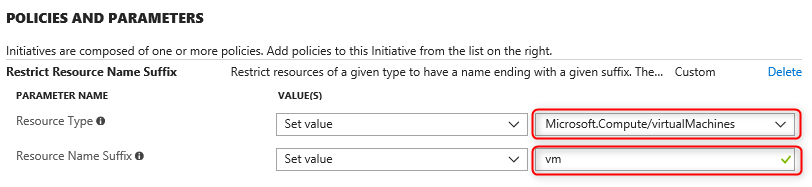 POLICIES AND PARAMETERS
Initiatives are composed of one or more policies. Add policies to this Initiative from the list on the right.
Restrict Resource Name Suffix Restrict resources of a given type to have a name ending with a given suffix. The... Custom Delete
PARAMETER NAME VALUE(S)
Resource Type Set value Microsoft.Compute/virtualMachines
Resource Name Suffix Set value vm